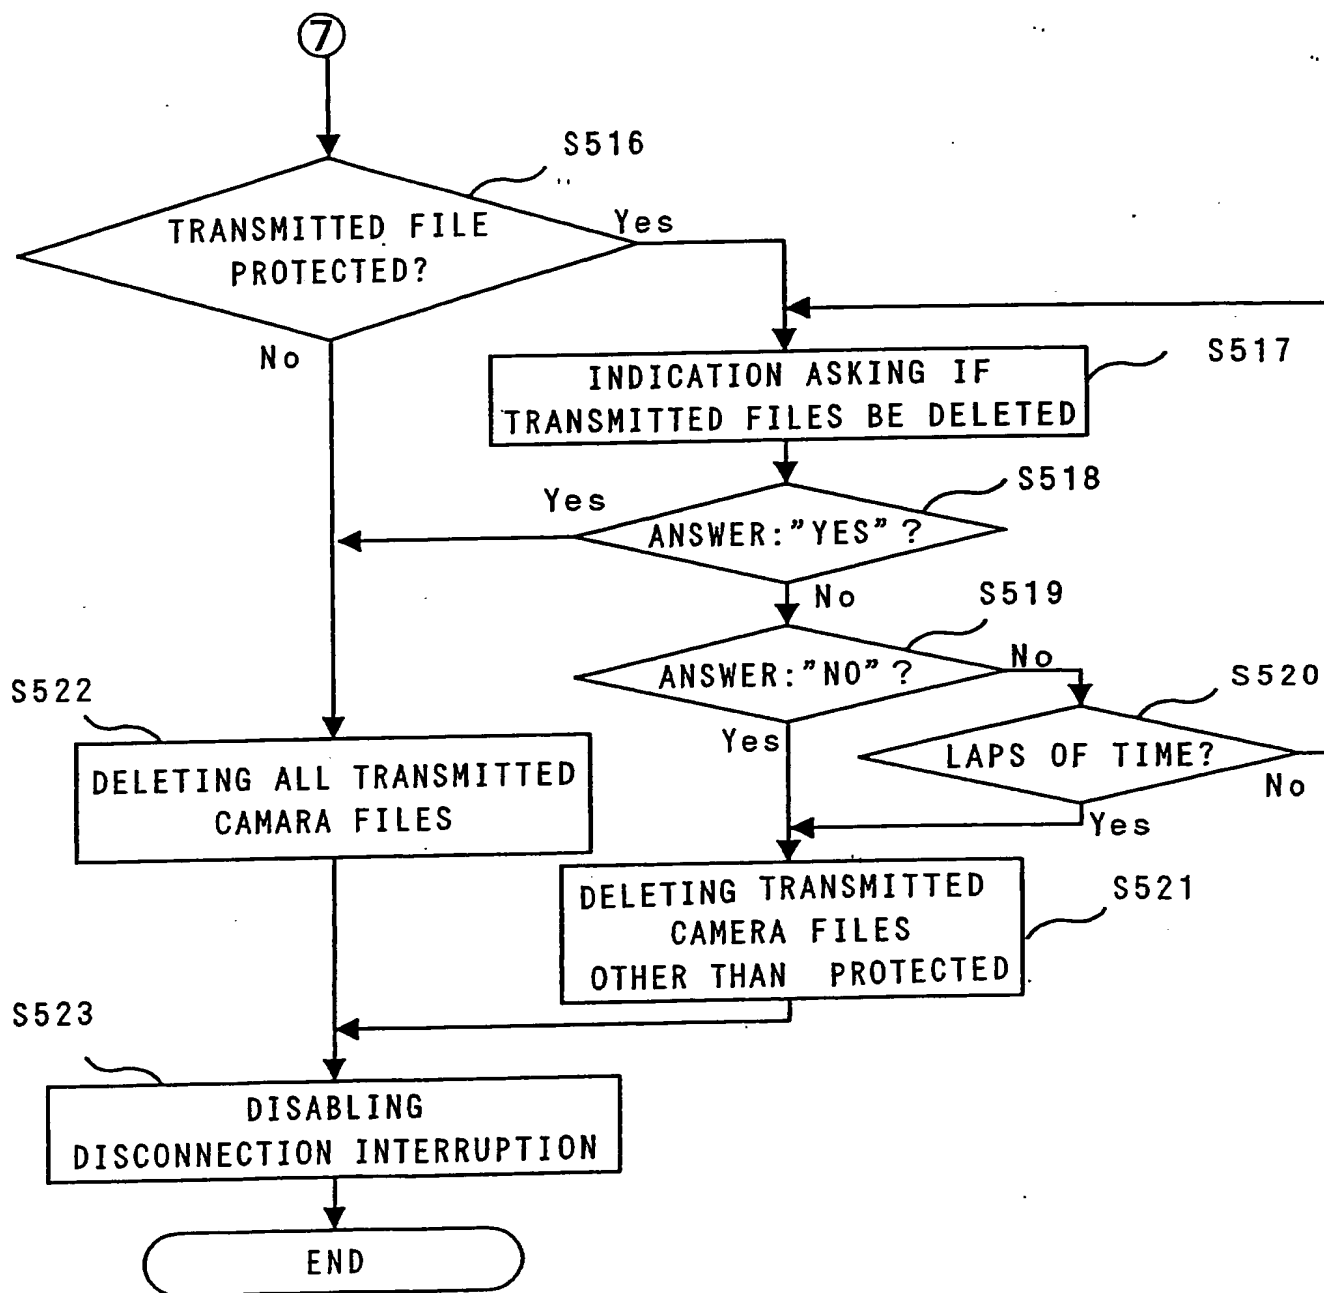 ⑦
S516
TRANSMITTED FILE
PROTECTED?
Yes
No
S517
INDICATION ASKING IF
TRANSMITTED FILES BE DELETED
S518
Yes
ANSWER:"YES"?
No
S519
ANSWER:"NO"?
No
S520
S522
Yes
LAPS OF TIME?
No
DELETING ALL TRANSMITTED
CAMARA FILES
Yes
S521
DELETING TRANSMITTED
CAMERA FILES
OTHER THAN PROTECTED
S523
DISABLING
DISCONNECTION INTERRUPTION
END